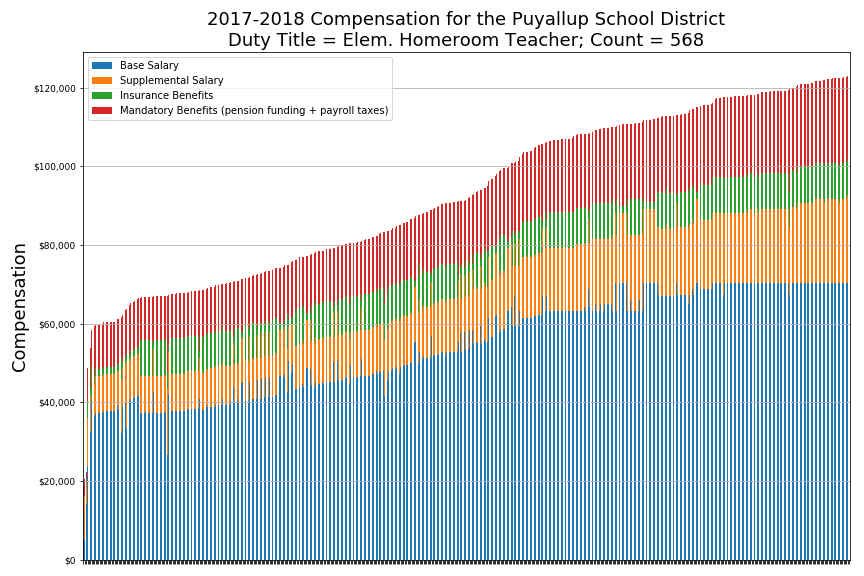 2017-2018 Compensation for the Puyallup School District
Duty Title = Elem. Homeroom Teacher; Count = 568
Base Salary
Supplemental Salary
Insurance Benefits
Mandatory Benefits (pension funding + payroll taxes)
Compensation
$120,000
$100,000
$80,000
$60,000
$40,000
$20,000
$0